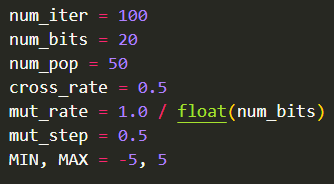 num_iter = 100
num_bits = 20
num_pop = 50
cross_rate = 0.5
mut_rate = 1.0 / float(num_bits)
mut_step = 0.5
MIN, MAX = -5, 5